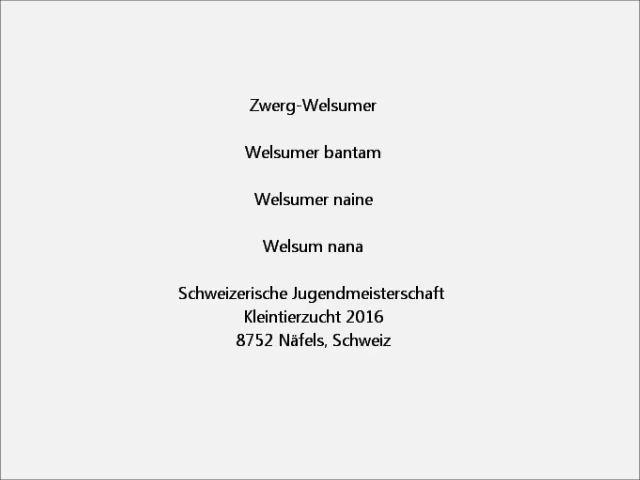 Zwerg-Welsumer
Welsumer bantam
Welsumer naine
Welsum nana
Schweizerische Jugendmeisterschaft
Kleintierzucht 2016
8752 Näfels, Schweiz